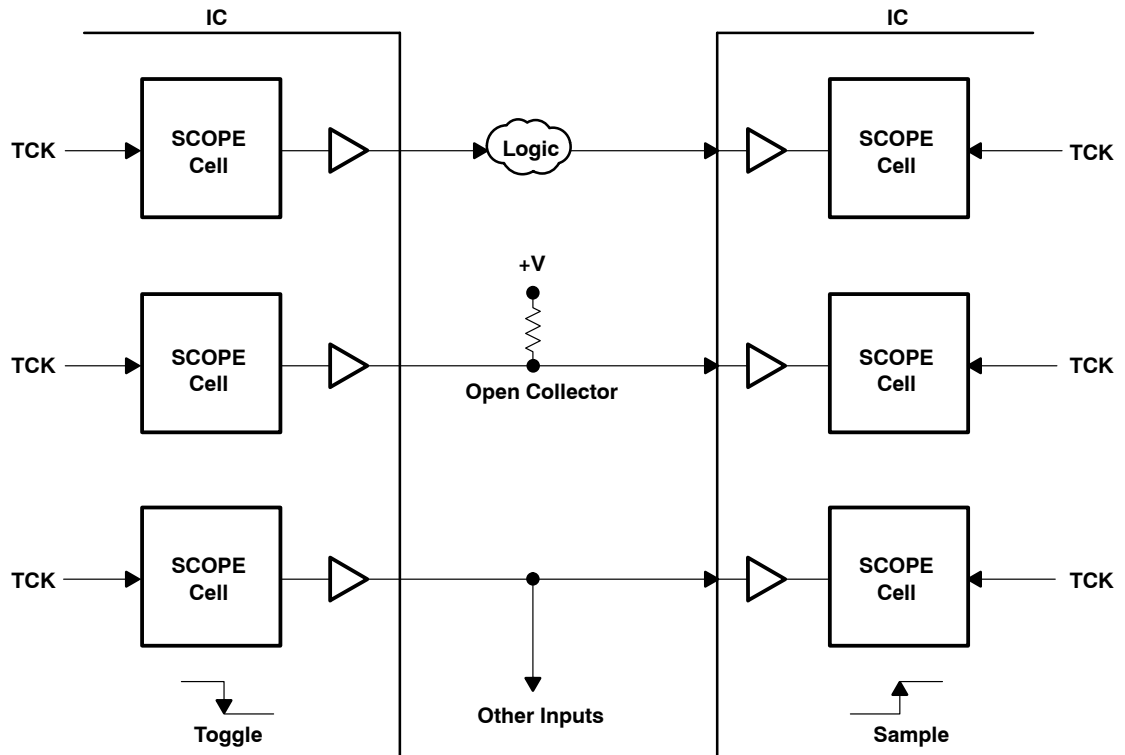 IC
IC
SCOPE
Cell
SCOPE
Cell
TCK
Logic
TCK
+V
SCOPE
Cell
SCOPE
Cell
TCK
TCK
Open Collector
SCOPE
Cell
SCOPE
Cell
TCK
TCK
Other Inputs
Toggle
Sample